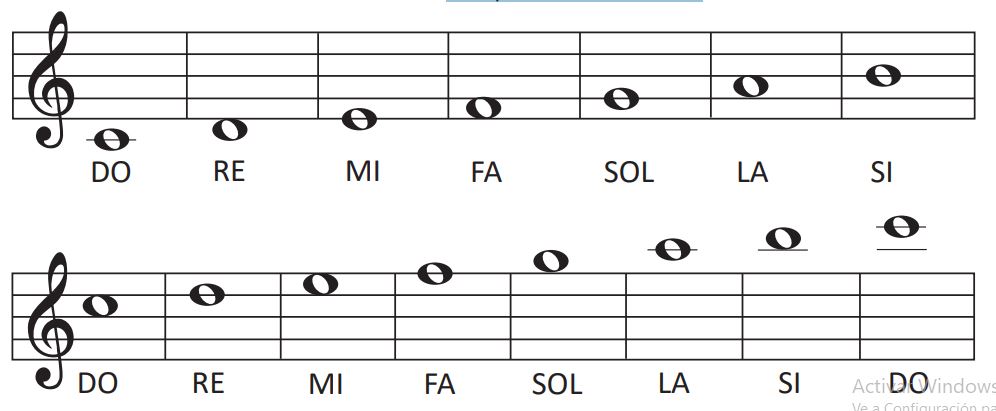 DO RE MI FA SOL LA SI
DO RE MI FA SOL LA SI DO
Activar Windows
Ve a Configuración pa